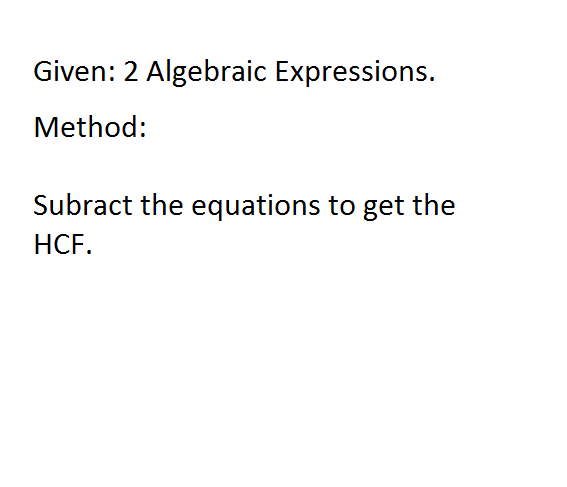 Given: 2 Algebraic Expressions.
Method:
Subract the equations to get the
HCF.